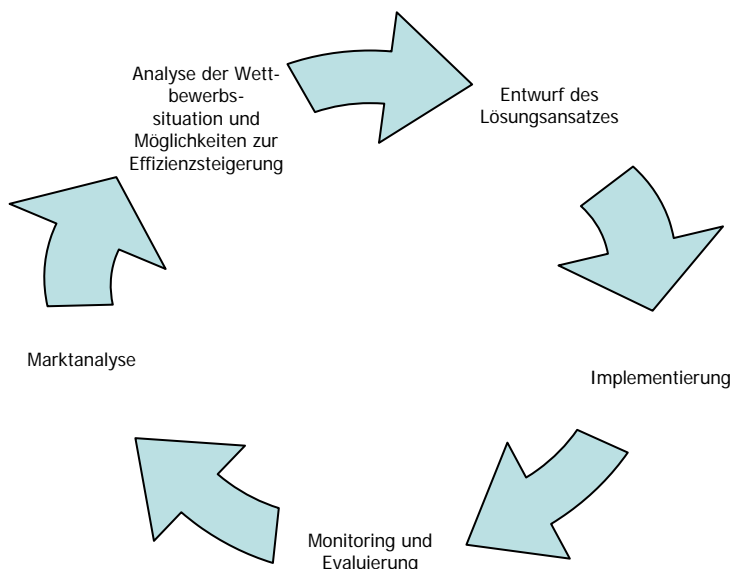 Analyse der Wett-
bewerbs-
situation und
Möglichkeiten zur
Effizienzsteigerung
Entwurf des
Lösungsansatzes
Implementierung
Monitoring und
Evaluierung
Marktanalyse